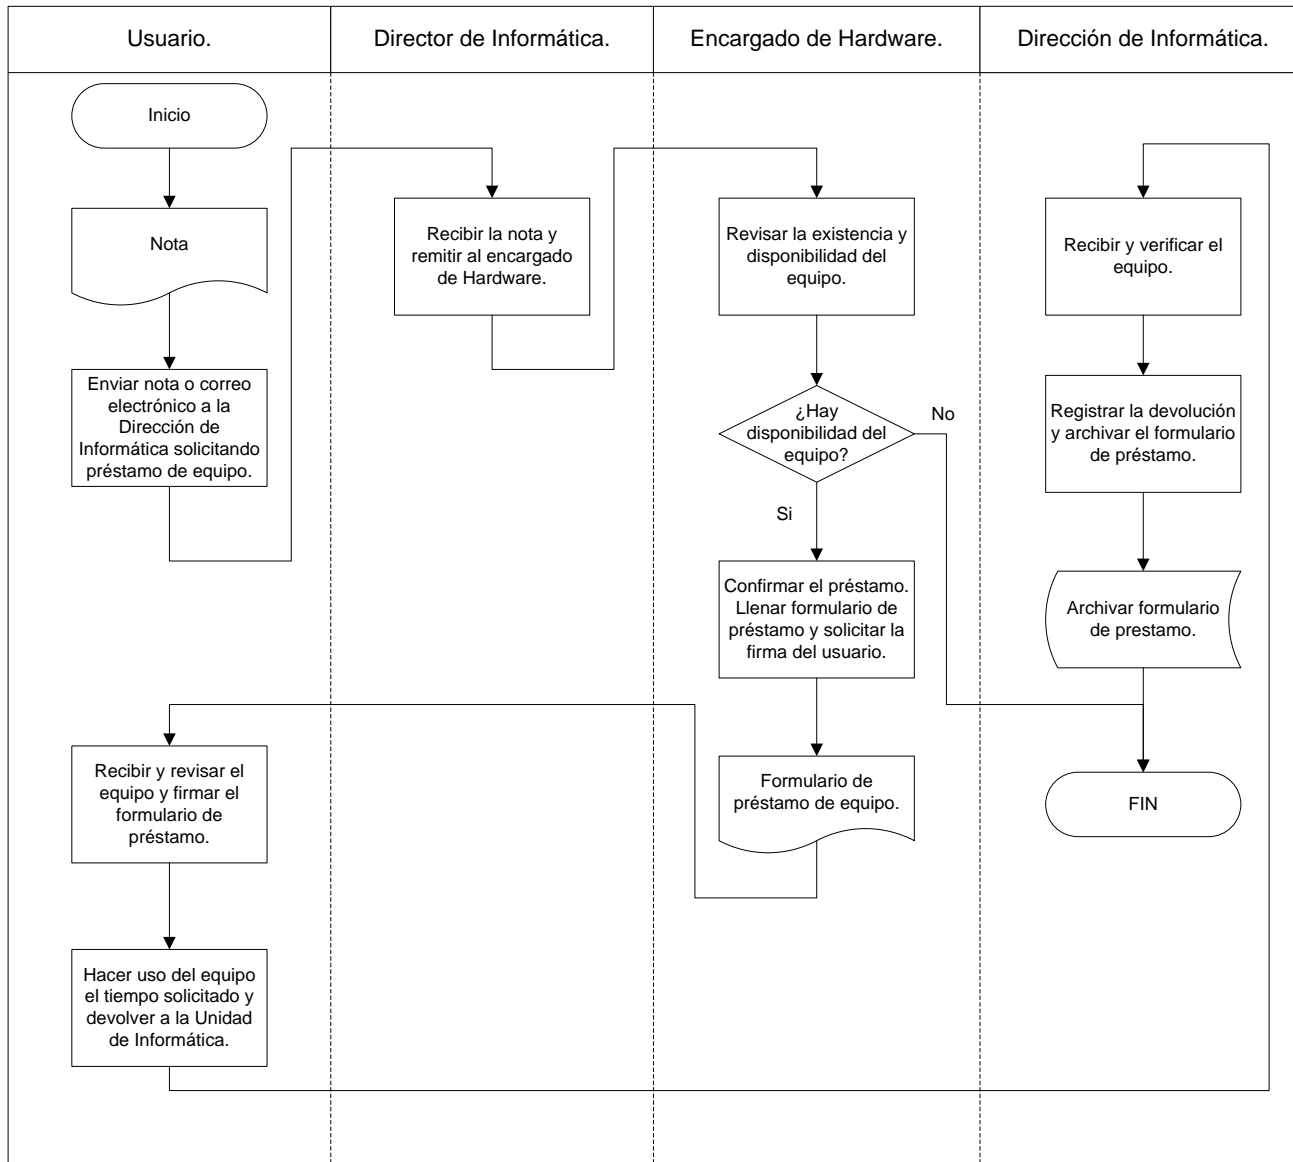 Usuario.
Director de Informática.
Encargado de Hardware.
Dirección de Informática.
Inicio
Nota
Enviar nota o correo
electrónico a la
Dirección de
Informática solicitando
préstamo de equipo.
Recibir la nota y
remitir al encargado
de Hardware.
Revisar la existencia y
disponibilidad del
equipo.
¿Hay
disponibilidad del
equipo?
No
Si
Confirmar el préstamo.
Llenar formulario de
préstamo y solicitar la
firma del usuario.
Formulario de
préstamo de equipo.
Recibir y revisar el
equipo y firmar el
formulario de
préstamo.
Hacer uso del equipo
el tiempo solicitado y
devolver a la Unidad
de Informática.
Recibir y verificar el
equipo.
Registrar la devolución
y archivar el formulario
de préstamo.
Archivar formulario
de prestamo.
FIN